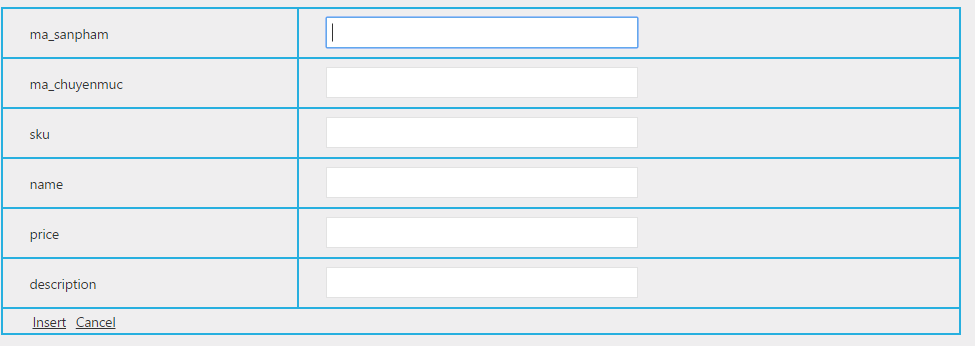 ma_sanpham
ma_chuyenmuc
sku
name
price
description
Insert Cancel